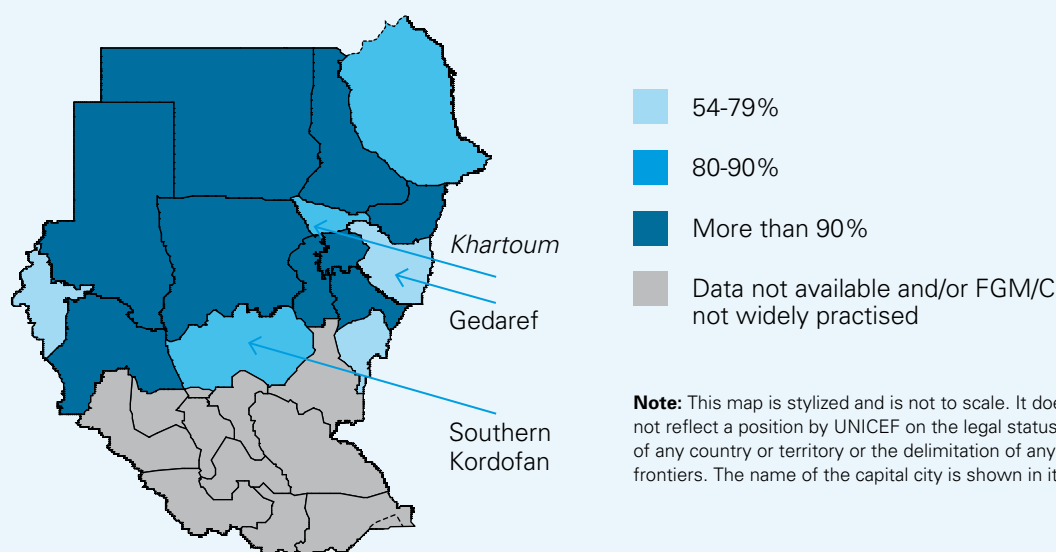 Khartoum
Gedaref
Southern
Kordofan
54-79%
80-90%
More than 90%
Data not available and/or FGM/C
not widely practised
Note: This map is stylized and is not to scale. It doe
not reflect a position by UNICEF on the legal status
of any country or territory or the delimitation of any
frontiers. The name of the capital city is shown in it